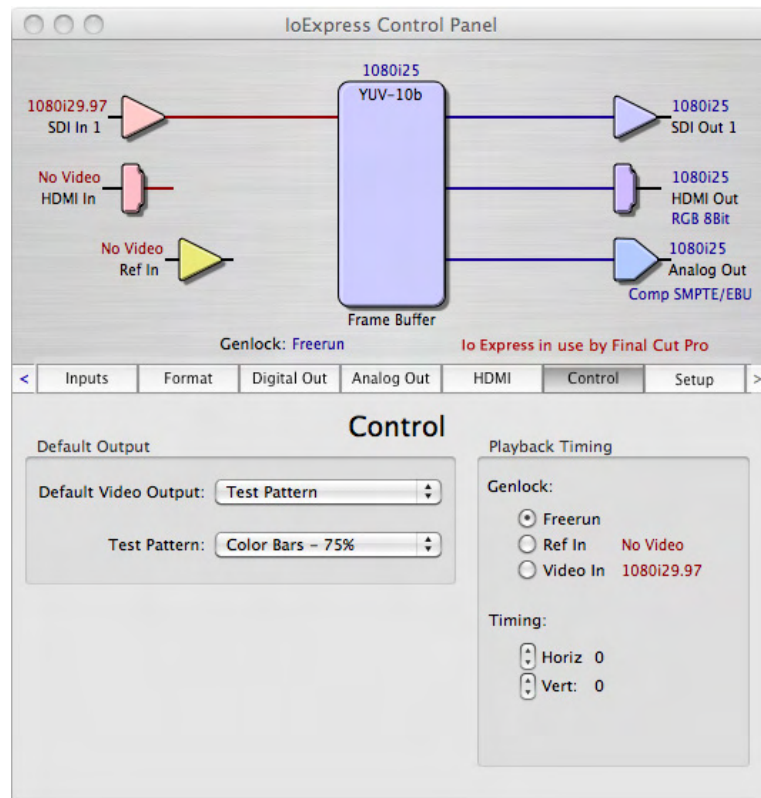 IoExpress Control Panel
1080i25
YUV-10b
1080i29.97
SDI In 1
1080i25
SDI Out 1
No Video
HDMI In
1080i25
HDMI Out
RGB 8Bit
No Video
Ref In
1080i25
Analog Out
Comp SMPTE/EBU
Frame Buffer
Genlock: Freerun
Io Express in use by Final Cut Pro
< Inputs Format Digital Out Analog Out HDMI Control Setup >
Control
Default Output
Default Video Output: Test Pattern
Test Pattern: Color Bars - 75%
Playback Timing
Genlock:
Freerun
Ref In No Video
Video In 1080i29.97
Timing:
Horiz 0
Vert: 0